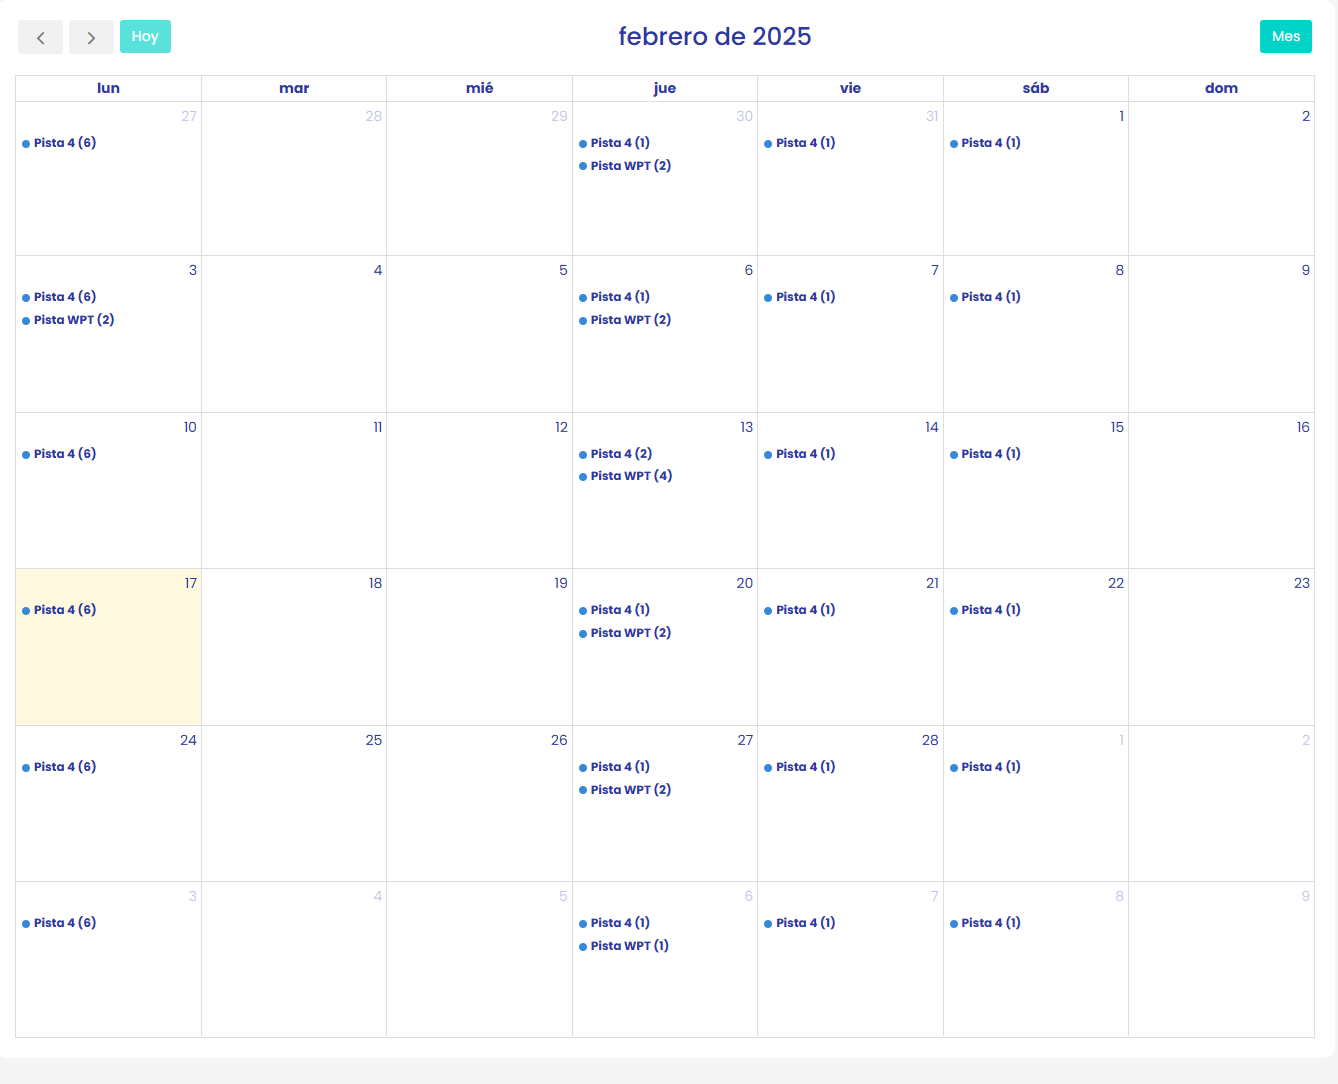 Hoy febrero de 2025 Mes
lun mar mié jue vie sáb dom
27 28 29 30 31 1 2
Pista 4 (6) Pista 4 (1) Pista 4 (1) Pista 4 (1)
Pista WPT (2)
3 4 5 6 7 8 9
Pista 4 (6) Pista 4 (1) Pista 4 (1) Pista 4 (1)
Pista WPT (2) Pista WPT (2)
10 11 12 13 14 15 16
Pista 4 (6) Pista 4 (2) Pista 4 (1) Pista 4 (1)
Pista WPT (4)
17 18 19 20 21 22 23
Pista 4 (6) Pista 4 (1) Pista 4 (1) Pista 4 (1)
Pista WPT (2)
24 25 26 27 28 1 2
Pista 4 (6) Pista 4 (1) Pista 4 (1) Pista 4 (1)
Pista WPT (2)
3 4 5 6 7 8 9
Pista 4 (6) Pista 4 (1) Pista 4 (1) Pista 4 (1)
Pista WPT (1)